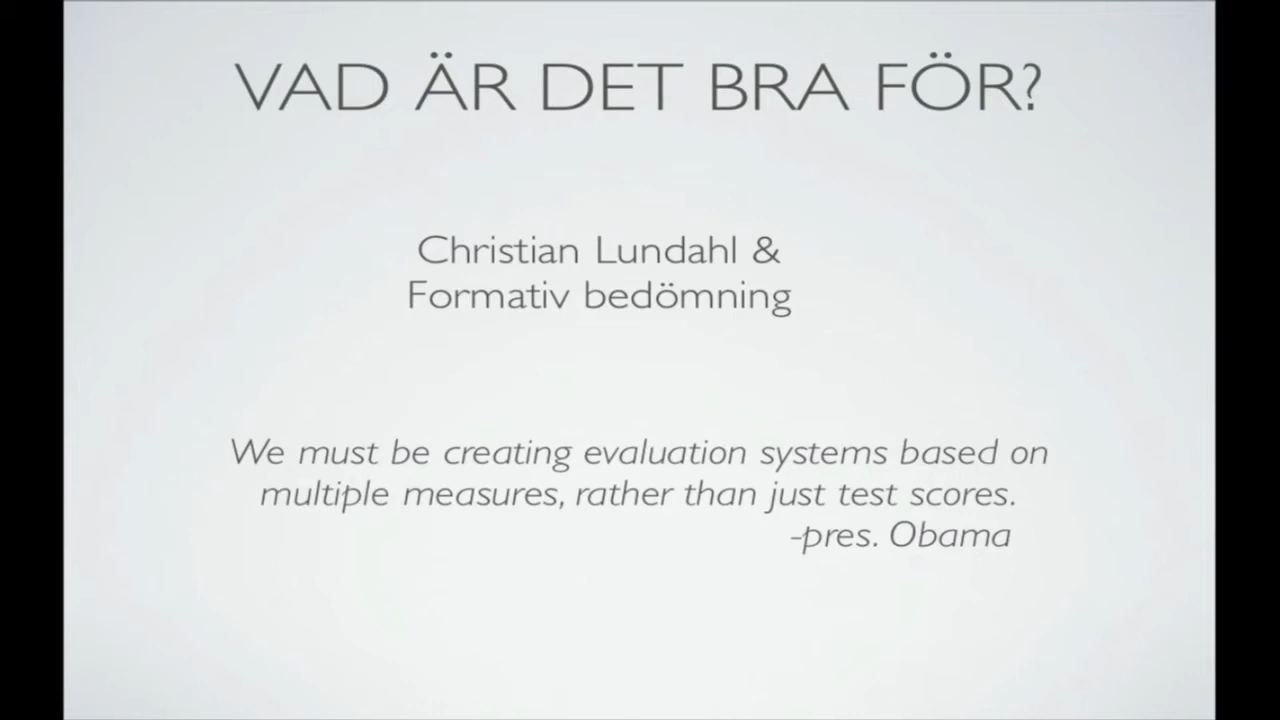 VAD ÄR DET BRA FÖR?
Christian Lundahl &
Formativ bedömning
We must be creating evaluation systems based on
multiple measures, rather than just test scores.
-pres. Obama